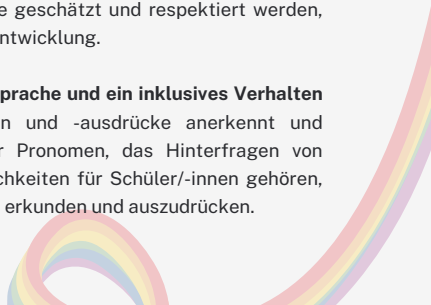 e geschätzt und respektiert werden,
ntwicklung.
prache und ein inklusives Verhalten
n und -ausdrücke anerkennt und
r Pronomen, das Hinterfragen von
chkeiten für Schüler/-innen gehören,
erkunden und auszudrücken.